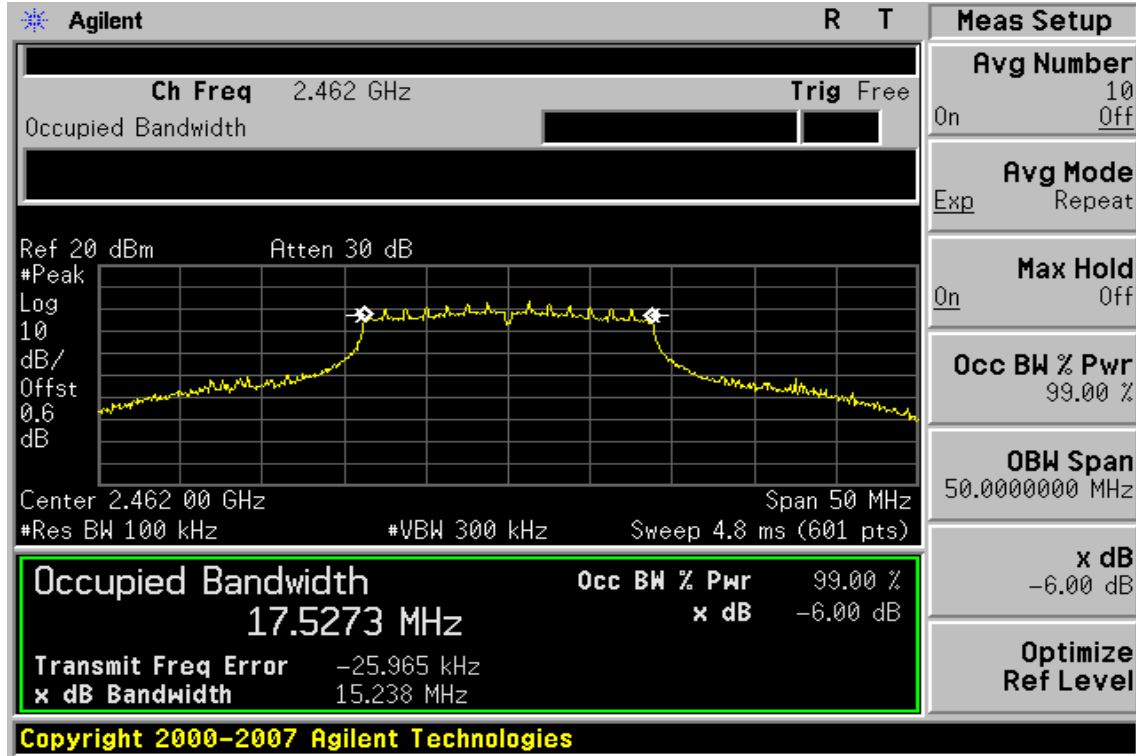 Agilent R T
Ch Freq 2.462 GHz Trig Free
Occupied Bandwidth
Ref 20 dBm Atten 30 dB
#Peak
Log
10
dB/
Offst
0.6
dB
Center 2.462 00 GHz Span 50 MHz
#Res BW 100 kHz #VBW 300 kHz Sweep 4.8 ms (601 pts)
Occupied Bandwidth Occ BW % Pwr 99.00 %
17.5273 MHz x dB -6.00 dB
Transmit Freq Error -25.965 kHz
x dB Bandwidth 15.238 MHz
Copyright 2000-2007 Agilent Technologies
Meas Setup
Avg Number
10
On Off
Avg Mode
Exp Repeat
Max Hold
On Off
Occ BW % Pwr
99.00 %
OBW Span
50.0000000 MHz
x dB
-6.00 dB
Optimize
Ref Level